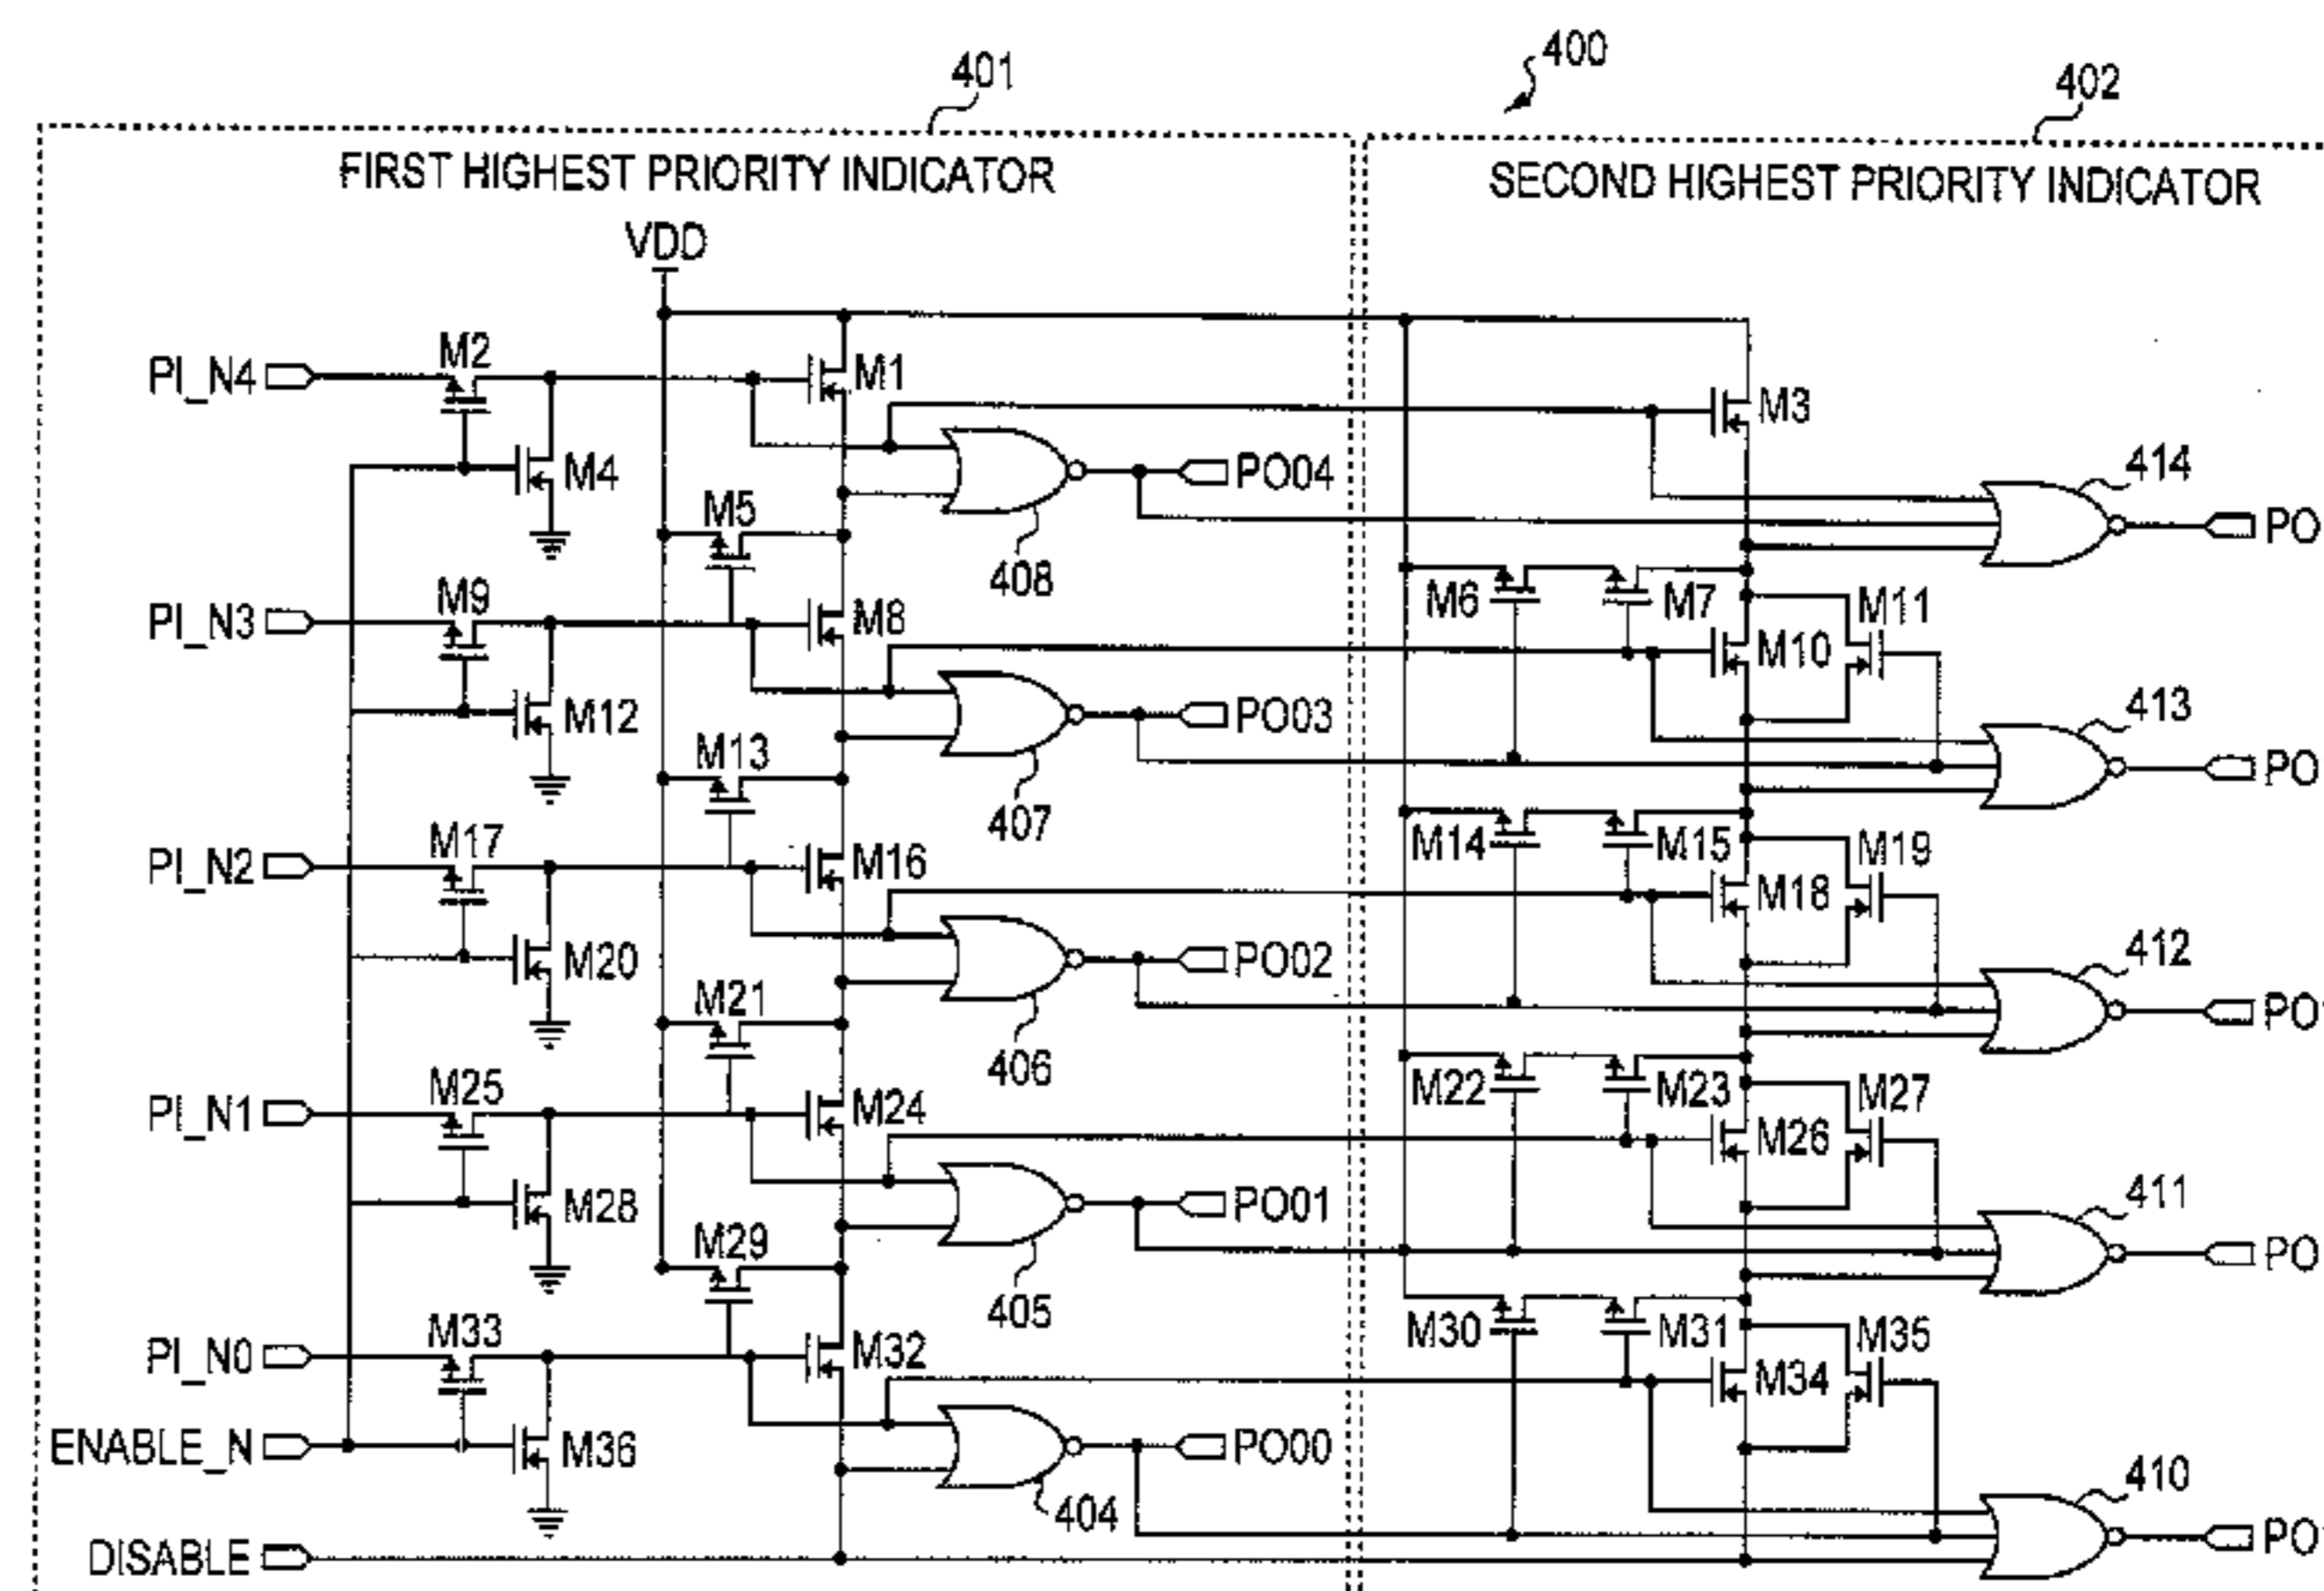 400
401
402
FIRST HIGHEST PRIORITY INDICATOR
SECOND HIGHEST PRIORITY INDICATOR
VDD
PI_N4
M2
M1
M3
M4
PO04
414
M5
408
PO
M6
M7
M11
PI_N3
M9
M8
M10
M12
PO03
413
M13
407
PO
M14
M15
M19
PI_N2
M17
M16
M18
M20
PO02
412
M21
406
PO
M22
M23
M27
PI_N1
M25
M24
M26
M28
PO01
411
M29
405
PO
M30
M31
M35
PI_N0
M33
M32
M34
ENABLE_N
M36
PO00
410
404
PO
DISABLE